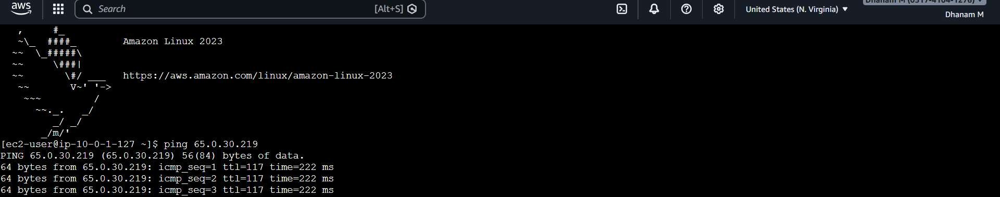 aws
Search [Alt+S]
United States (N. Virginia)
Dhanam M
Amazon Linux 2023
https://aws.amazon.com/linux/amazon-linux-2023
[ec2-user@ip-10-0-1-127 ~]$ ping 65.0.30.219
PING 65.0.30.219 (65.0.30.219) 56(84) bytes of data.
64 bytes from 65.0.30.219: icmp_seq=1 ttl=117 time=222 ms
64 bytes from 65.0.30.219: icmp_seq=2 ttl=117 time=222 ms
64 bytes from 65.0.30.219: icmp_seq=3 ttl=117 time=222 ms